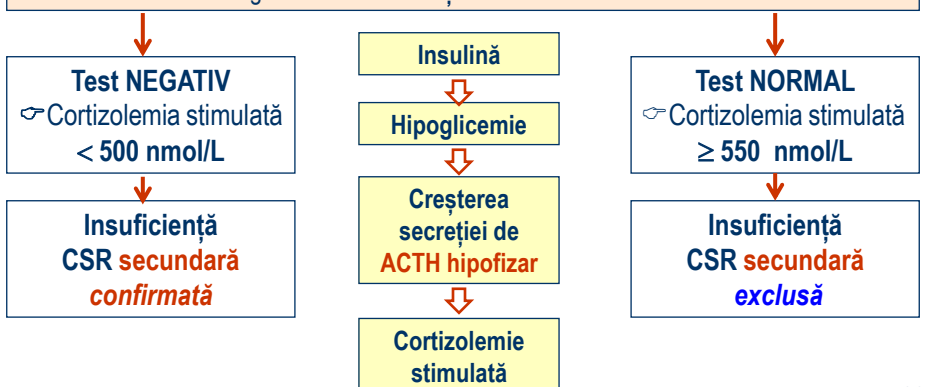 Test NEGATIV
☞Cortizolemia stimulată
< 500 nmol/L
Insuficiență
CSR secundară
confirmată
Insulină
Hipoglicemie
Creșterea
secreției de
ACTH hipofizar
Cortizolemie
stimulată
Test NORMAL
☞Cortizolemia stimulată
≥ 550 nmol/L
Insuficiență
CSR secundară
exclusă